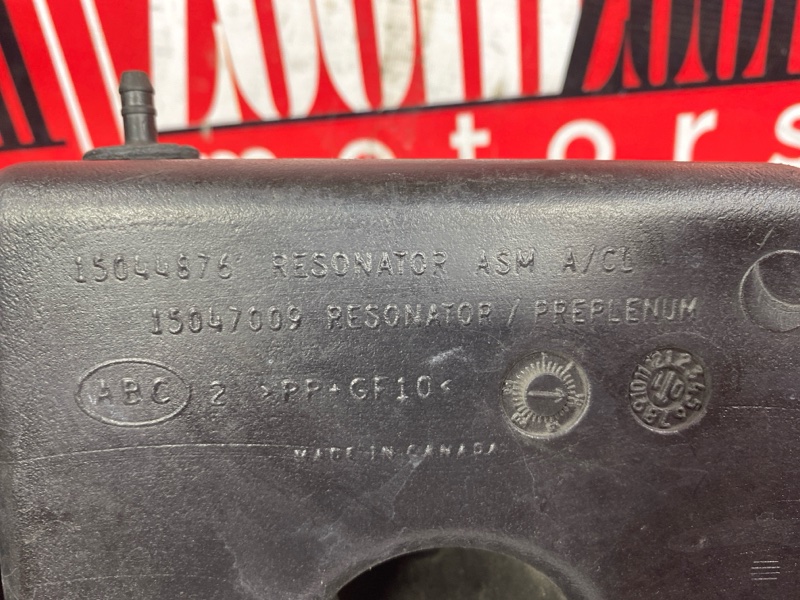 motors
15044876 RESONATOR ASM A/CL
15047009 RESONATOR / PREPLENUM
ABC 2 >PP+GF10<
MADE IN CANADA